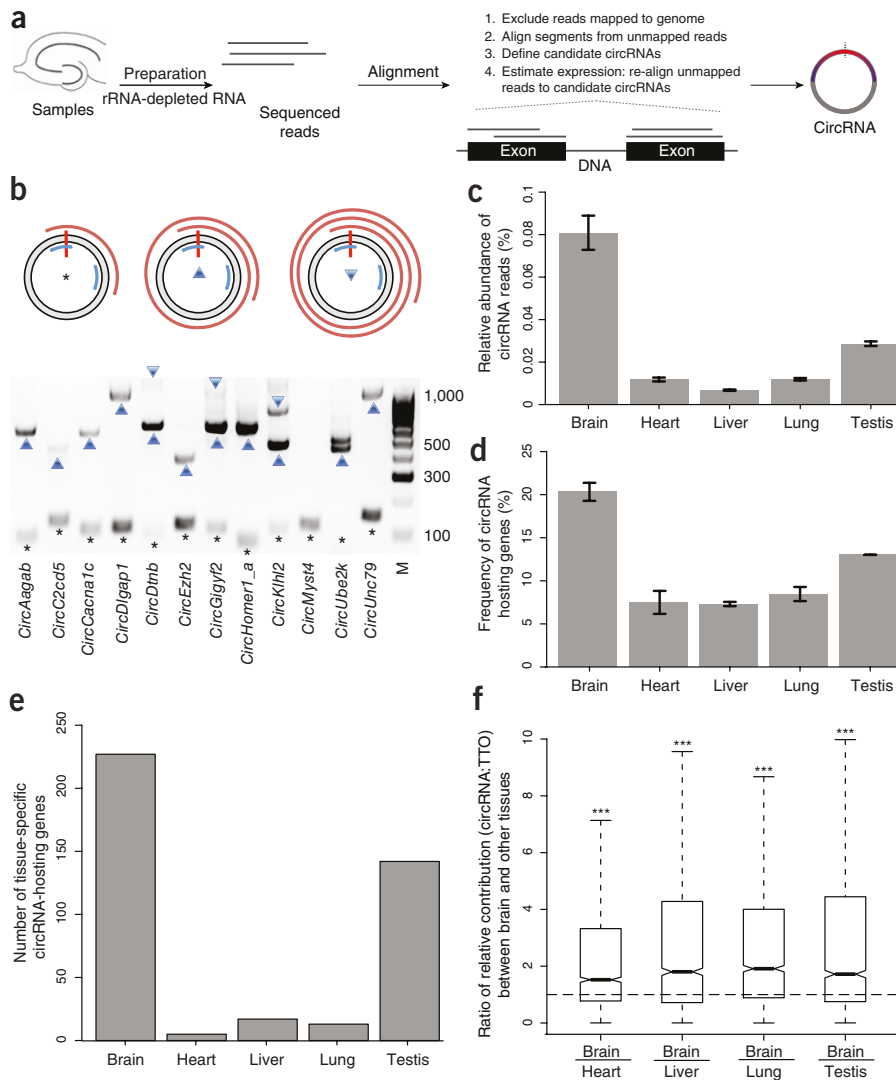 a
Samples
Preparation
rRNA-depleted RNA
Sequenced
reads
Alignment
1. Exclude reads mapped to genome
2. Align segments from unmapped reads
3. Define candidate circRNAs
4. Estimate expression: re-align unmapped
reads to candidate circRNAs
Exon
Exon
DNA
CircRNA
b
*
1,000
500
300
100
* * * * * * * * * * * *
CircAagab
CircC2cd5
CircCacna1c
CircDlgap1
CircDtnb
CircEzh2
CircGigyf2
CircHomer1_a
CircKlhl2
CircMyst4
CircUbe2k
CircUnc79
M
c
Relative abundance of
circRNA reads (%)
0.1
0.08
0.06
0.04
0.02
0
Brain Heart Liver Lung Testis
d
Frequency of circRNA
hosting genes (%)
20
15
10
5
0
Brain Heart Liver Lung Testis
e
Number of tissue-specific
circRNA-hosting genes
250
200
150
100
50
0
Brain Heart Liver Lung Testis
f
Ratio of relative contribution (circRNA:TTO)
between brain and other tissues
10
8
6
4
2
0
*** *** *** ***
Brain Brain Brain Brain
Heart Liver Lung Testis